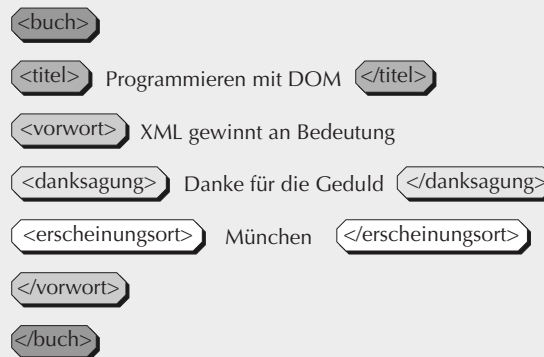 <buch>
<titel> Programmieren mit DOM </titel>
<vorwort> XML gewinnt an Bedeutung
<danksagung> Danke für die Geduld </danksagung>
<erscheinungsort> München </erscheinungsort>
</vorwort>
</buch>